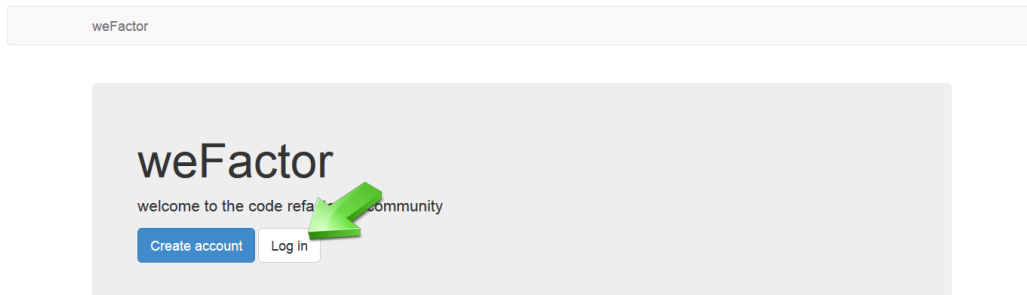 weFactor
weFactor
welcome to the code refa community
Create account Log in